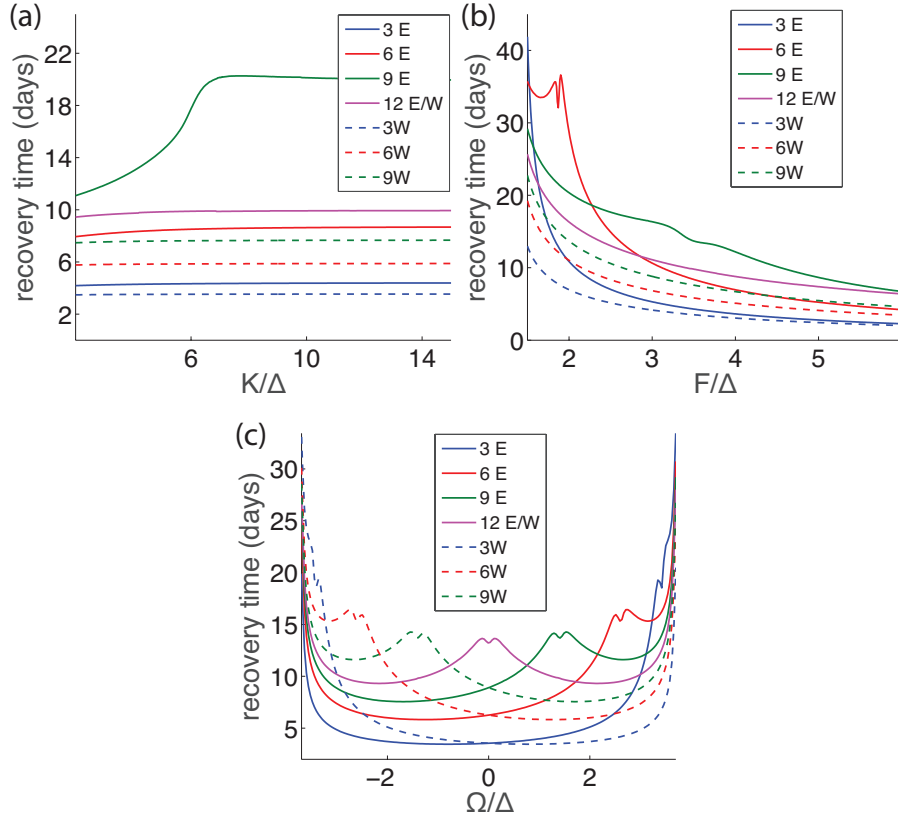 (a)
recovery time (days)
22
18
14
10
6
2
6
10
14
K/Δ
3 E
6 E
9 E
12 E/W
3W
6W
9W
(b)
recovery time (days)
40
30
20
10
0
2
3
4
5
F/Δ
3 E
6 E
9 E
12 E/W
3W
6W
9W
(c)
recovery time (days)
30
25
20
15
10
5
−2
0
2
Ω/Δ
3 E
6 E
9 E
12 E/W
3W
6W
9W